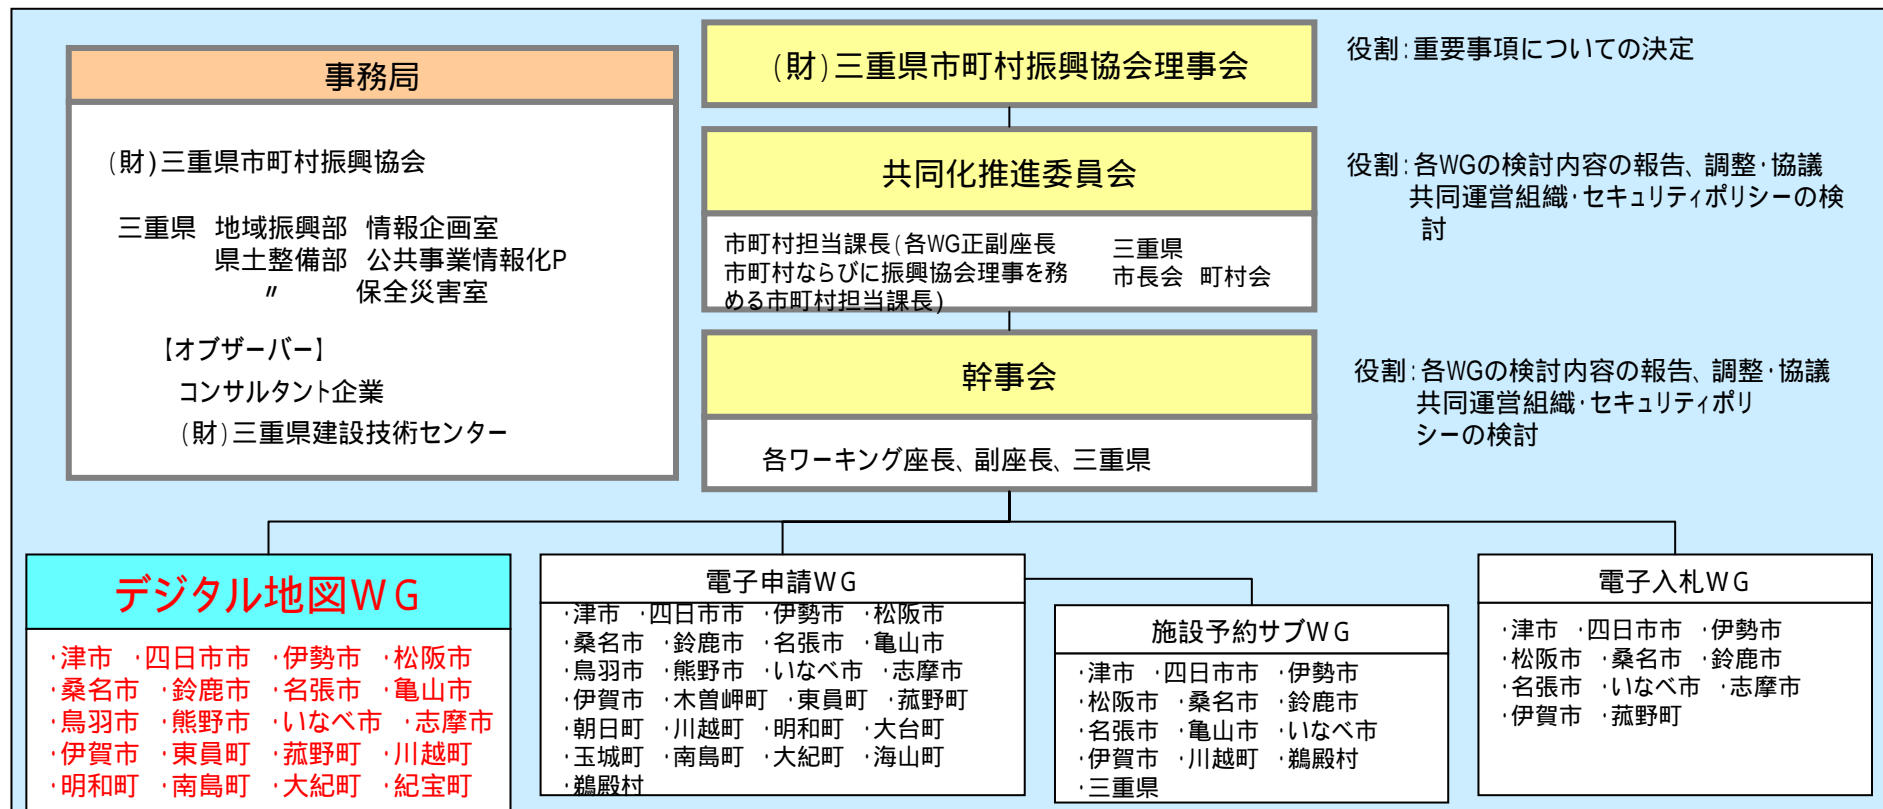 事務局
(財)三重県市町村振興協会
三重県 地域振興部 情報企画室
県土整備部 公共事業情報化P
〃 保全災害室
【オブザーバー】
コンサルタント企業
(財)三重県建設技術センター
(財)三重県市町村振興協会理事会
役割:重要事項についての決定
共同化推進委員会
市町村担当課長(各WG正副座長
市町村ならびに振興協会理事を務
める市町村担当課長)
三重県
市長会 町村会
役割:各WGの検討内容の報告、調整・協議
共同運営組織・セキュリティポリシーの検
討
幹事会
各ワーキング座長、副座長、三重県
役割:各WGの検討内容の報告、調整・協議
共同運営組織・セキュリティポリ
シーの検討
デジタル地図WG
・津市 ・四日市市 ・伊勢市 ・松阪市
・桑名市 ・鈴鹿市 ・名張市 ・亀山市
・鳥羽市 ・熊野市 ・いなべ市 ・志摩市
・伊賀市 ・東員町 ・菰野町 ・川越町
・明和町 ・南島町 ・大紀町 ・紀宝町
電子申請WG
・津市 ・四日市市 ・伊勢市 ・松阪市
・桑名市 ・鈴鹿市 ・名張市 ・亀山市
・鳥羽市 ・熊野市 ・いなべ市 ・志摩市
・伊賀市 ・木曽岬町 ・東員町 ・菰野町
・朝日町 ・川越町 ・明和町 ・大台町
・玉城町 ・南島町 ・大紀町 ・海山町
・鵜殿村
施設予約サブWG
・津市 ・四日市市 ・伊勢市
・松阪市 ・桑名市 ・鈴鹿市
・名張市 ・亀山市 ・いなべ市
・伊賀市 ・川越町 ・鵜殿村
・三重県
電子入札WG
・津市 ・四日市市 ・伊勢市
・松阪市 ・桑名市 ・鈴鹿市
・名張市 ・いなべ市 ・志摩市
・伊賀市 ・菰野町